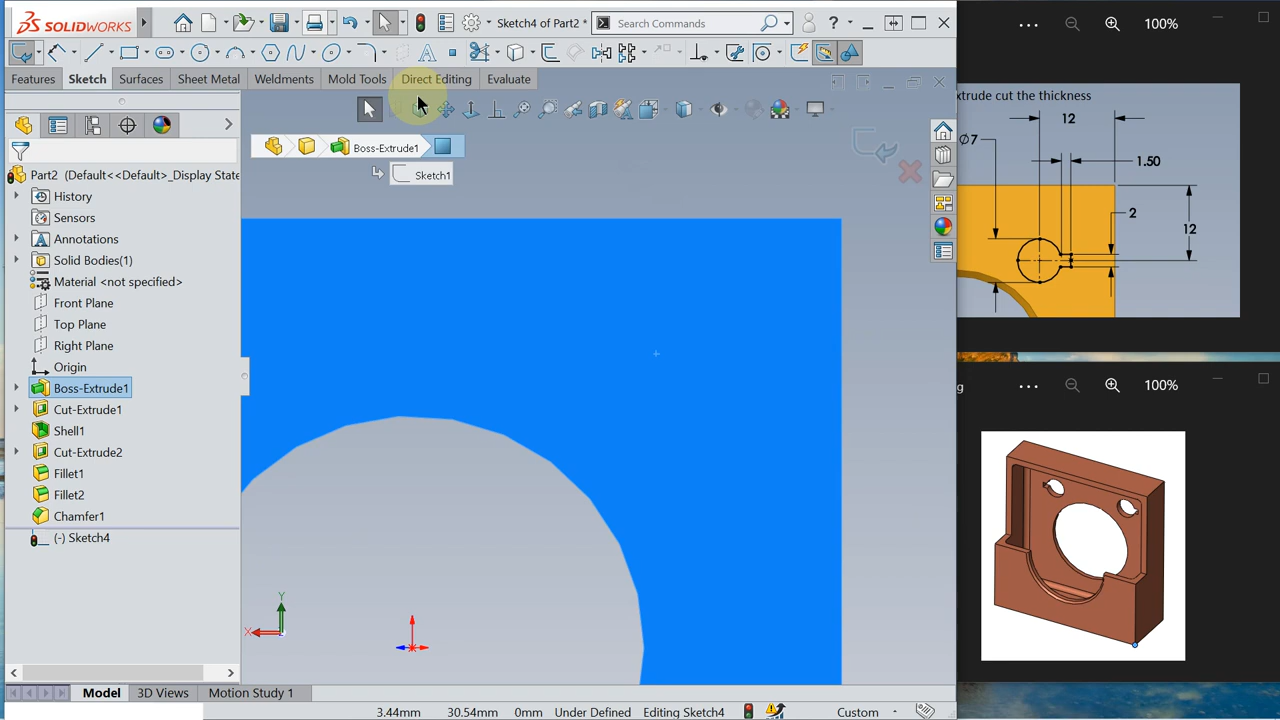 SOLIDWORKS
Sketch4 of Part2 *
Search Commands
?
100%
Features
Sketch
Surfaces
Sheet Metal
Weldments
Mold Tools
Direct Editing
Evaluate
xtrude cut the thickness
12
Ø7
1.50
2
12
Boss-Extrude1
Sketch1
Part2 (Default<<Default>_Display State
History
Sensors
Annotations
Solid Bodies(1)
Material <not specified>
Front Plane
Top Plane
Right Plane
Origin
Boss-Extrude1
Cut-Extrude1
Shell1
Cut-Extrude2
Fillet1
Fillet2
Chamfer1
(-) Sketch4
g
100%
Y
X
Model
3D Views
Motion Study 1
3.44mm
30.54mm
0mm
Under Defined
Editing Sketch4
Custom